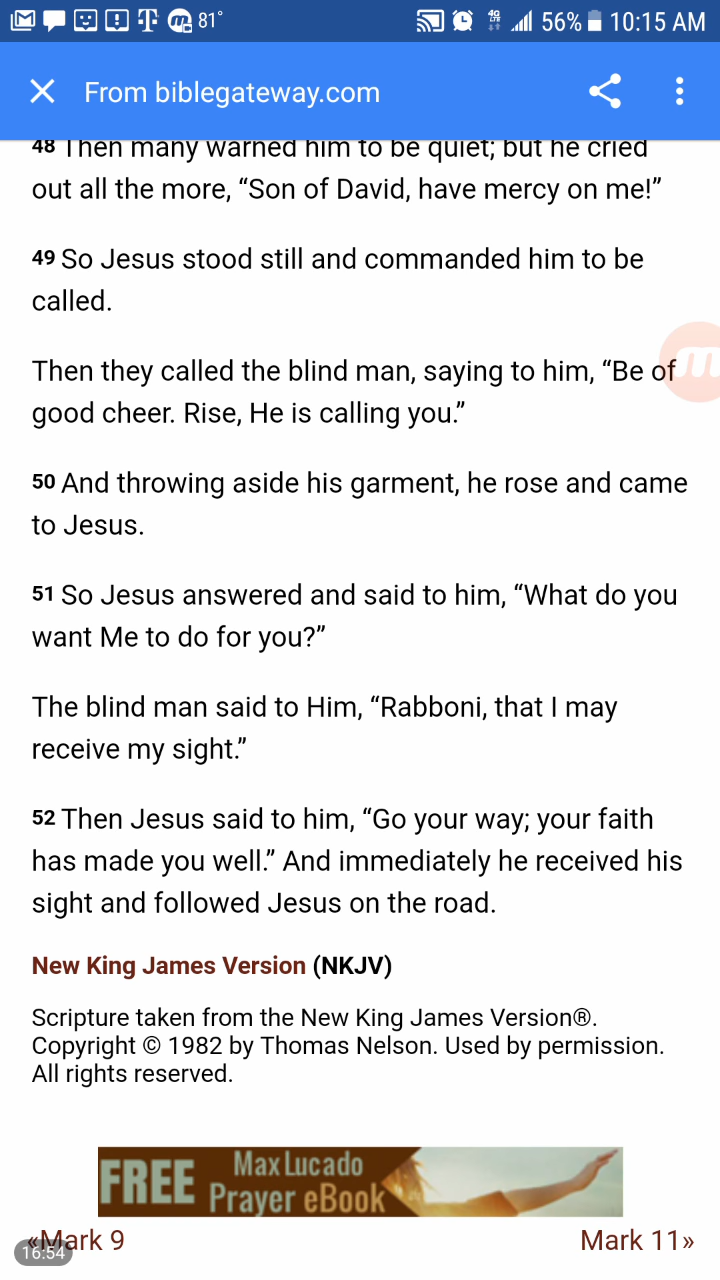 81°
4G
LTE
56%
10:15 AM
From biblegateway.com
48 Then many warned him to be quiet; but he cried
out all the more, “Son of David, have mercy on me!”
49 So Jesus stood still and commanded him to be
called.
Then they called the blind man, saying to him, “Be of
good cheer. Rise, He is calling you.”
50 And throwing aside his garment, he rose and came
to Jesus.
51 So Jesus answered and said to him, “What do you
want Me to do for you?”
The blind man said to Him, “Rabboni, that I may
receive my sight.”
52 Then Jesus said to him, “Go your way; your faith
has made you well.” And immediately he received his
sight and followed Jesus on the road.
New King James Version (NKJV)
Scripture taken from the New King James Version®.
Copyright © 1982 by Thomas Nelson. Used by permission.
All rights reserved.
FREE Max Lucado
Prayer eBook
«Mark 9 Mark 11»
16:54